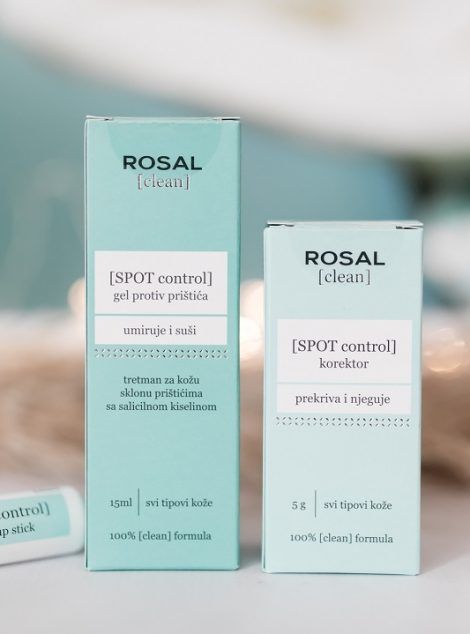 ROSAL
[clean]
[SPOT control]
gel protiv prištića
umiruje i suši
tretman za kožu
sklonu prištićima
sa salicilnom kiselinom
15ml
svi tipovi kože
100% [clean] formula
ROSAL
[clean]
[SPOT control]
korektor
prekriva i njeguje
5 g
svi tipovi kože
100% [clean] formula
control]
stick